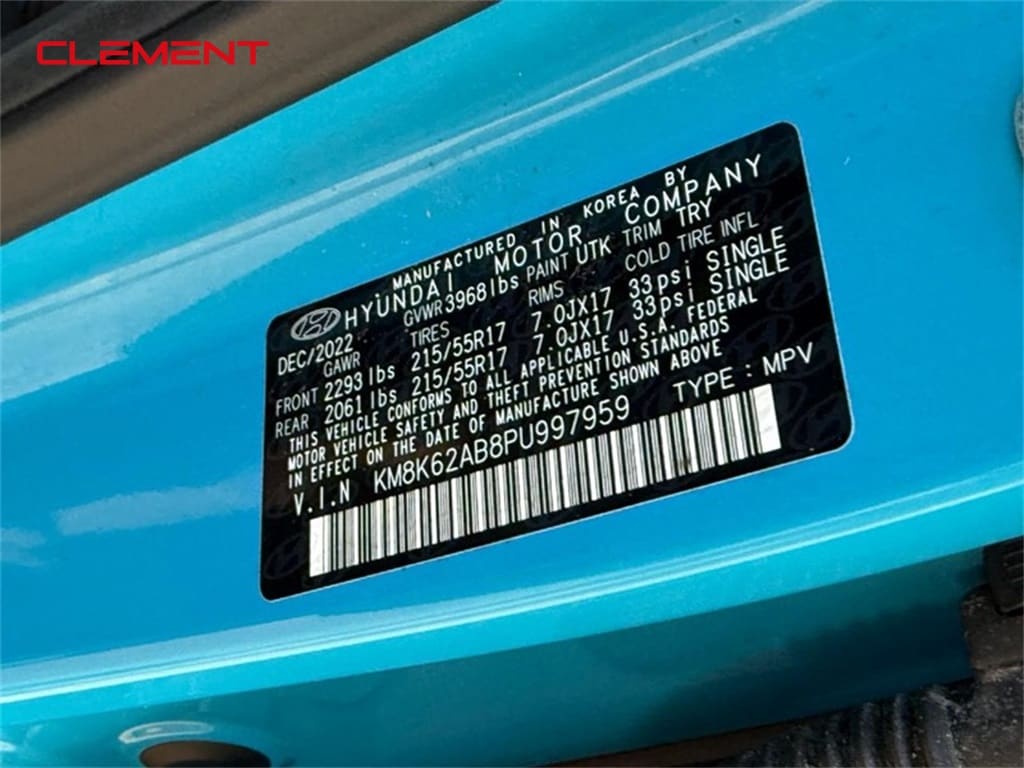 CLEMENT
MANUFACTURED IN KOREA BY
HYUNDAI MOTOR COMPANY
DEC/2022 GVWR 3968 lbs PAINT UTK TRIM TRY
GAWR TIRES RIMS COLD TIRE INFL
FRONT 2293 lbs 215/55R17 7.0JX17 33psi SINGLE
REAR 2061 lbs 215/55R17 7.0JX17 33psi SINGLE
THIS VEHICLE CONFORMS TO ALL APPLICABLE U.S.A. FEDERAL
MOTOR VEHICLE SAFETY AND THEFT PREVENTION STANDARDS
IN EFFECT ON THE DATE OF MANUFACTURE SHOWN ABOVE
V.I.N KM8K62AB8PU997959 TYPE : MPV